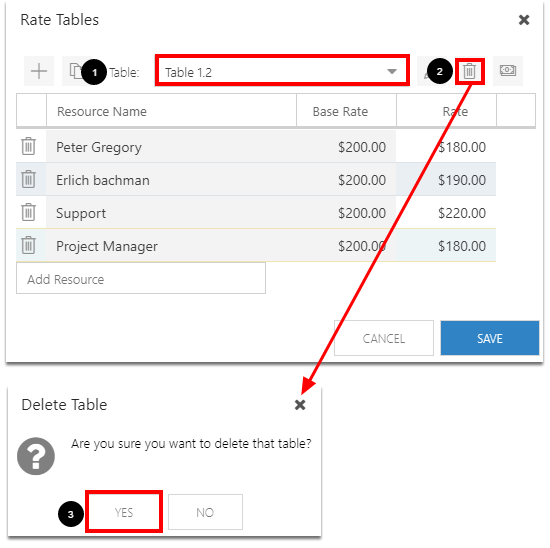 Rate Tables
1 Table: Table 1.2 2
Resource Name Base Rate Rate
Peter Gregory $200.00 $180.00
Erlich bachman $200.00 $190.00
Support $200.00 $220.00
Project Manager $200.00 $180.00
Add Resource
CANCEL SAVE
Delete Table
Are you sure you want to delete that table?
?
3 YES NO